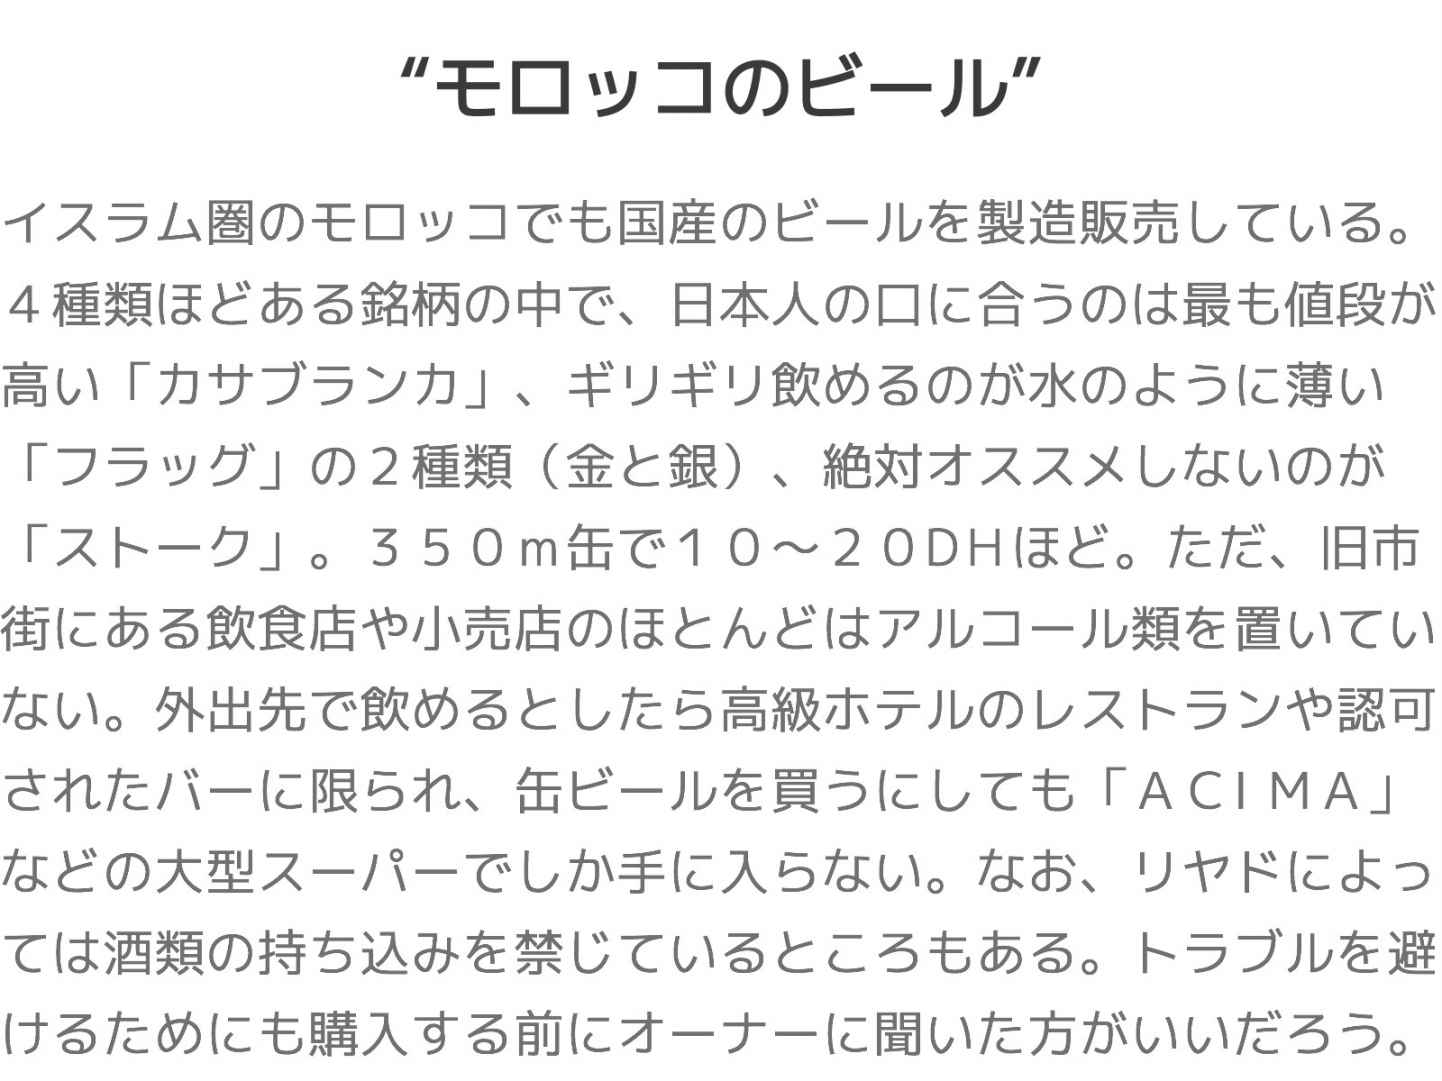 “モロッコのビール”
イスラム圏のモロッコでも国産のビールを製造販売している。
４種類ほどある銘柄の中で、日本人の口に合うのは最も値段が
高い「カサブランカ」、ギリギリ飲めるのが水のように薄い
「フラッグ」の２種類（金と銀）、絶対オススメしないのが
「ストーク」。３５０ｍ缶で１０～２０ＤＨほど。ただ、旧市
街にある飲食店や小売店のほとんどはアルコール類を置いてい
ない。外出先で飲めるとしたら高級ホテルのレストランや認可
されたバーに限られ、缶ビールを買うにしても「ＡＣＩＭＡ」
などの大型スーパーでしか手に入らない。なお、リヤドによっ
ては酒類の持ち込みを禁じているところもある。トラブルを避
けるためにも購入する前にオーナーに聞いた方がいいだろう。